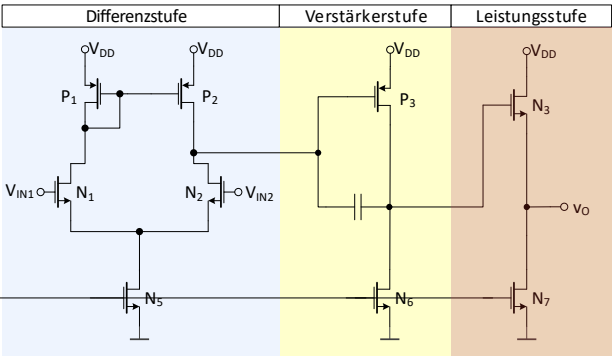 Differenzstufe
Verstärkerstufe
Leistungsstufe
VDD
VDD
VDD
VDD
P1
P2
P3
N3
VIN1
N1
N2
VIN2
vO
N5
N6
N7